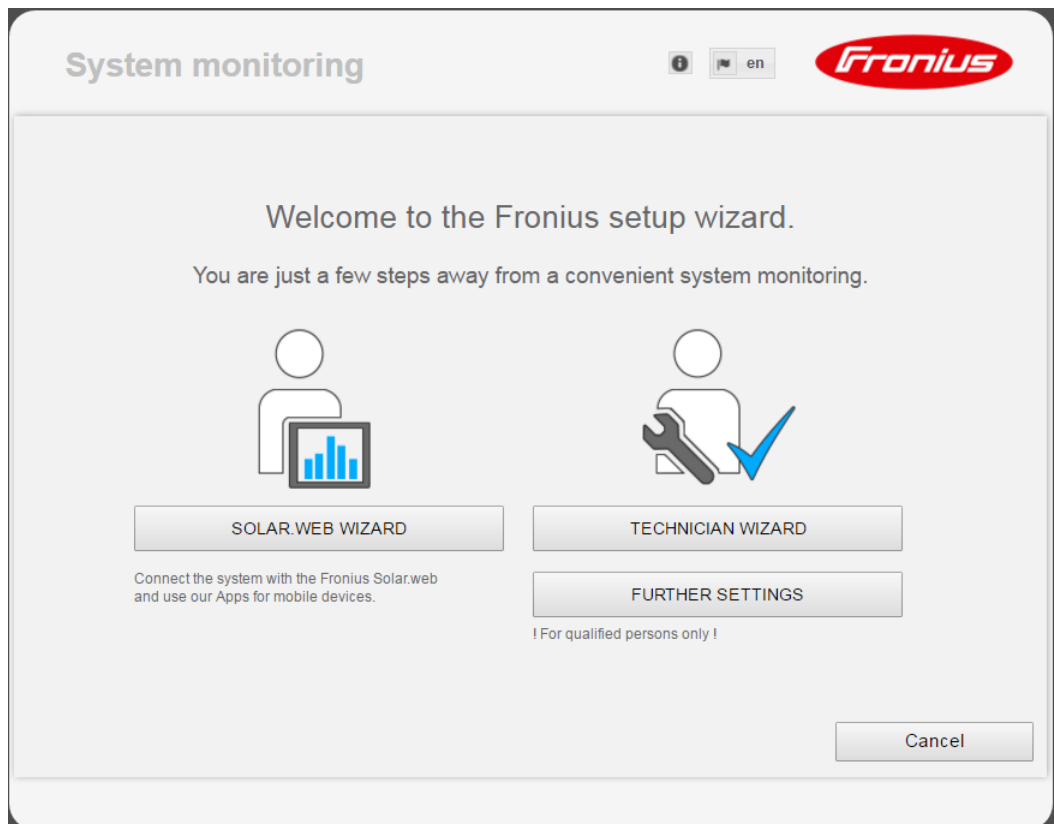 System monitoring
en
Fronius
Welcome to the Fronius setup wizard.
You are just a few steps away from a convenient system monitoring.
SOLAR.WEB WIZARD
Connect the system with the Fronius Solar.web
and use our Apps for mobile devices.
TECHNICIAN WIZARD
FURTHER SETTINGS
! For qualified persons only !
Cancel